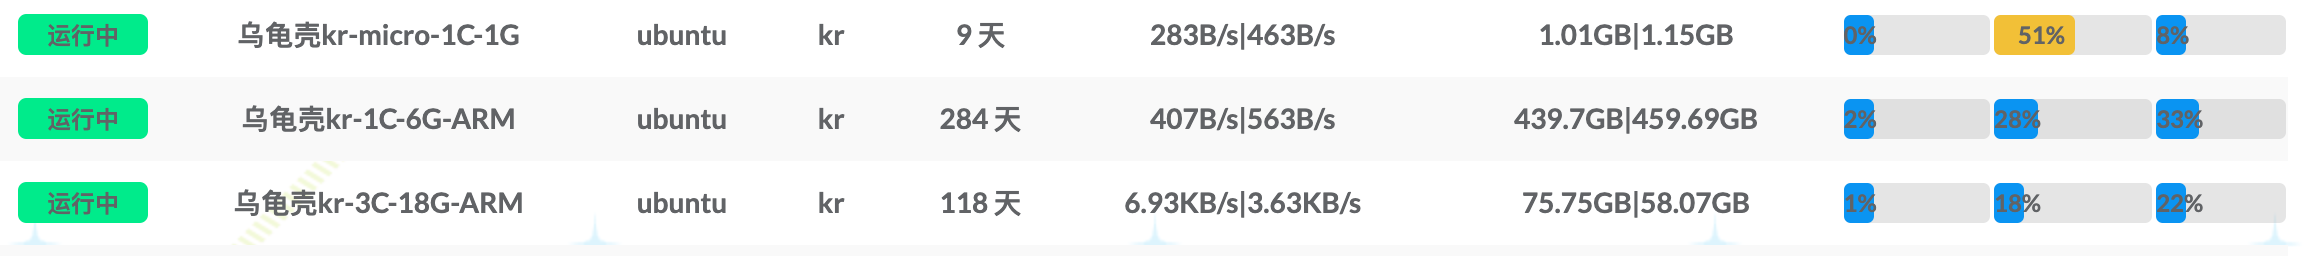 运行中 乌龟壳kr-micro-1C-1G ubuntu kr 9 天 283B/s|463B/s 1.01GB|1.15GB 0% 51% 8%
运行中 乌龟壳kr-1C-6G-ARM ubuntu kr 284 天 407B/s|563B/s 439.7GB|459.69GB 2% 28% 33%
运行中 乌龟壳kr-3C-18G-ARM ubuntu kr 118 天 6.93KB/s|3.63KB/s 75.75GB|58.07GB 1% 18% 22%